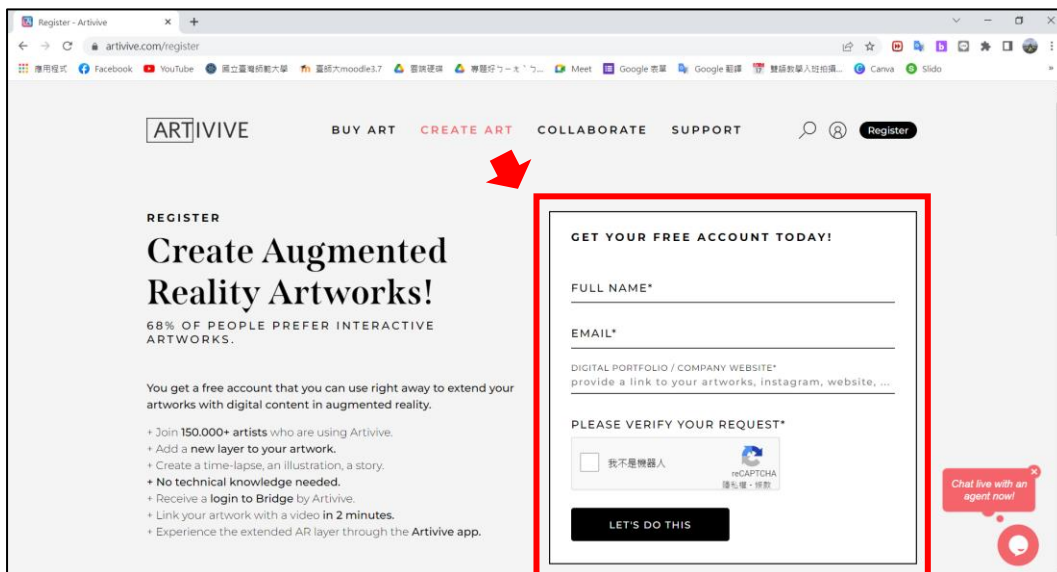 Register - Artivive
artivive.com/register
應用程式 Facebook YouTube 國立臺灣師範大學 臺師大moodle3.7 雲端硬碟 Meet Google 表單 Google 翻譯 Canva Slido
ARTIVIVE BUY ART CREATE ART COLLABORATE SUPPORT Register
REGISTER
Create Augmented
Reality Artworks!
68% OF PEOPLE PREFER INTERACTIVE
ARTWORKS.
You get a free account that you can use right away to extend your
artworks with digital content in augmented reality.
+ Join 150.000+ artists who are using Artivive.
+ Add a new layer to your artwork.
+ Create a time-lapse, an illustration, a story.
+ No technical knowledge needed.
+ Receive a login to Bridge by Artivive.
+ Link your artwork with a video in 2 minutes.
+ Experience the extended AR layer through the Artivive app.
GET YOUR FREE ACCOUNT TODAY!
FULL NAME*
EMAIL*
DIGITAL PORTFOLIO / COMPANY WEBSITE*
provide a link to your artworks, instagram, website, ...
PLEASE VERIFY YOUR REQUEST*
我不是機器人
reCAPTCHA
隱私權 - 條款
LET'S DO THIS
Chat live with an
agent now!